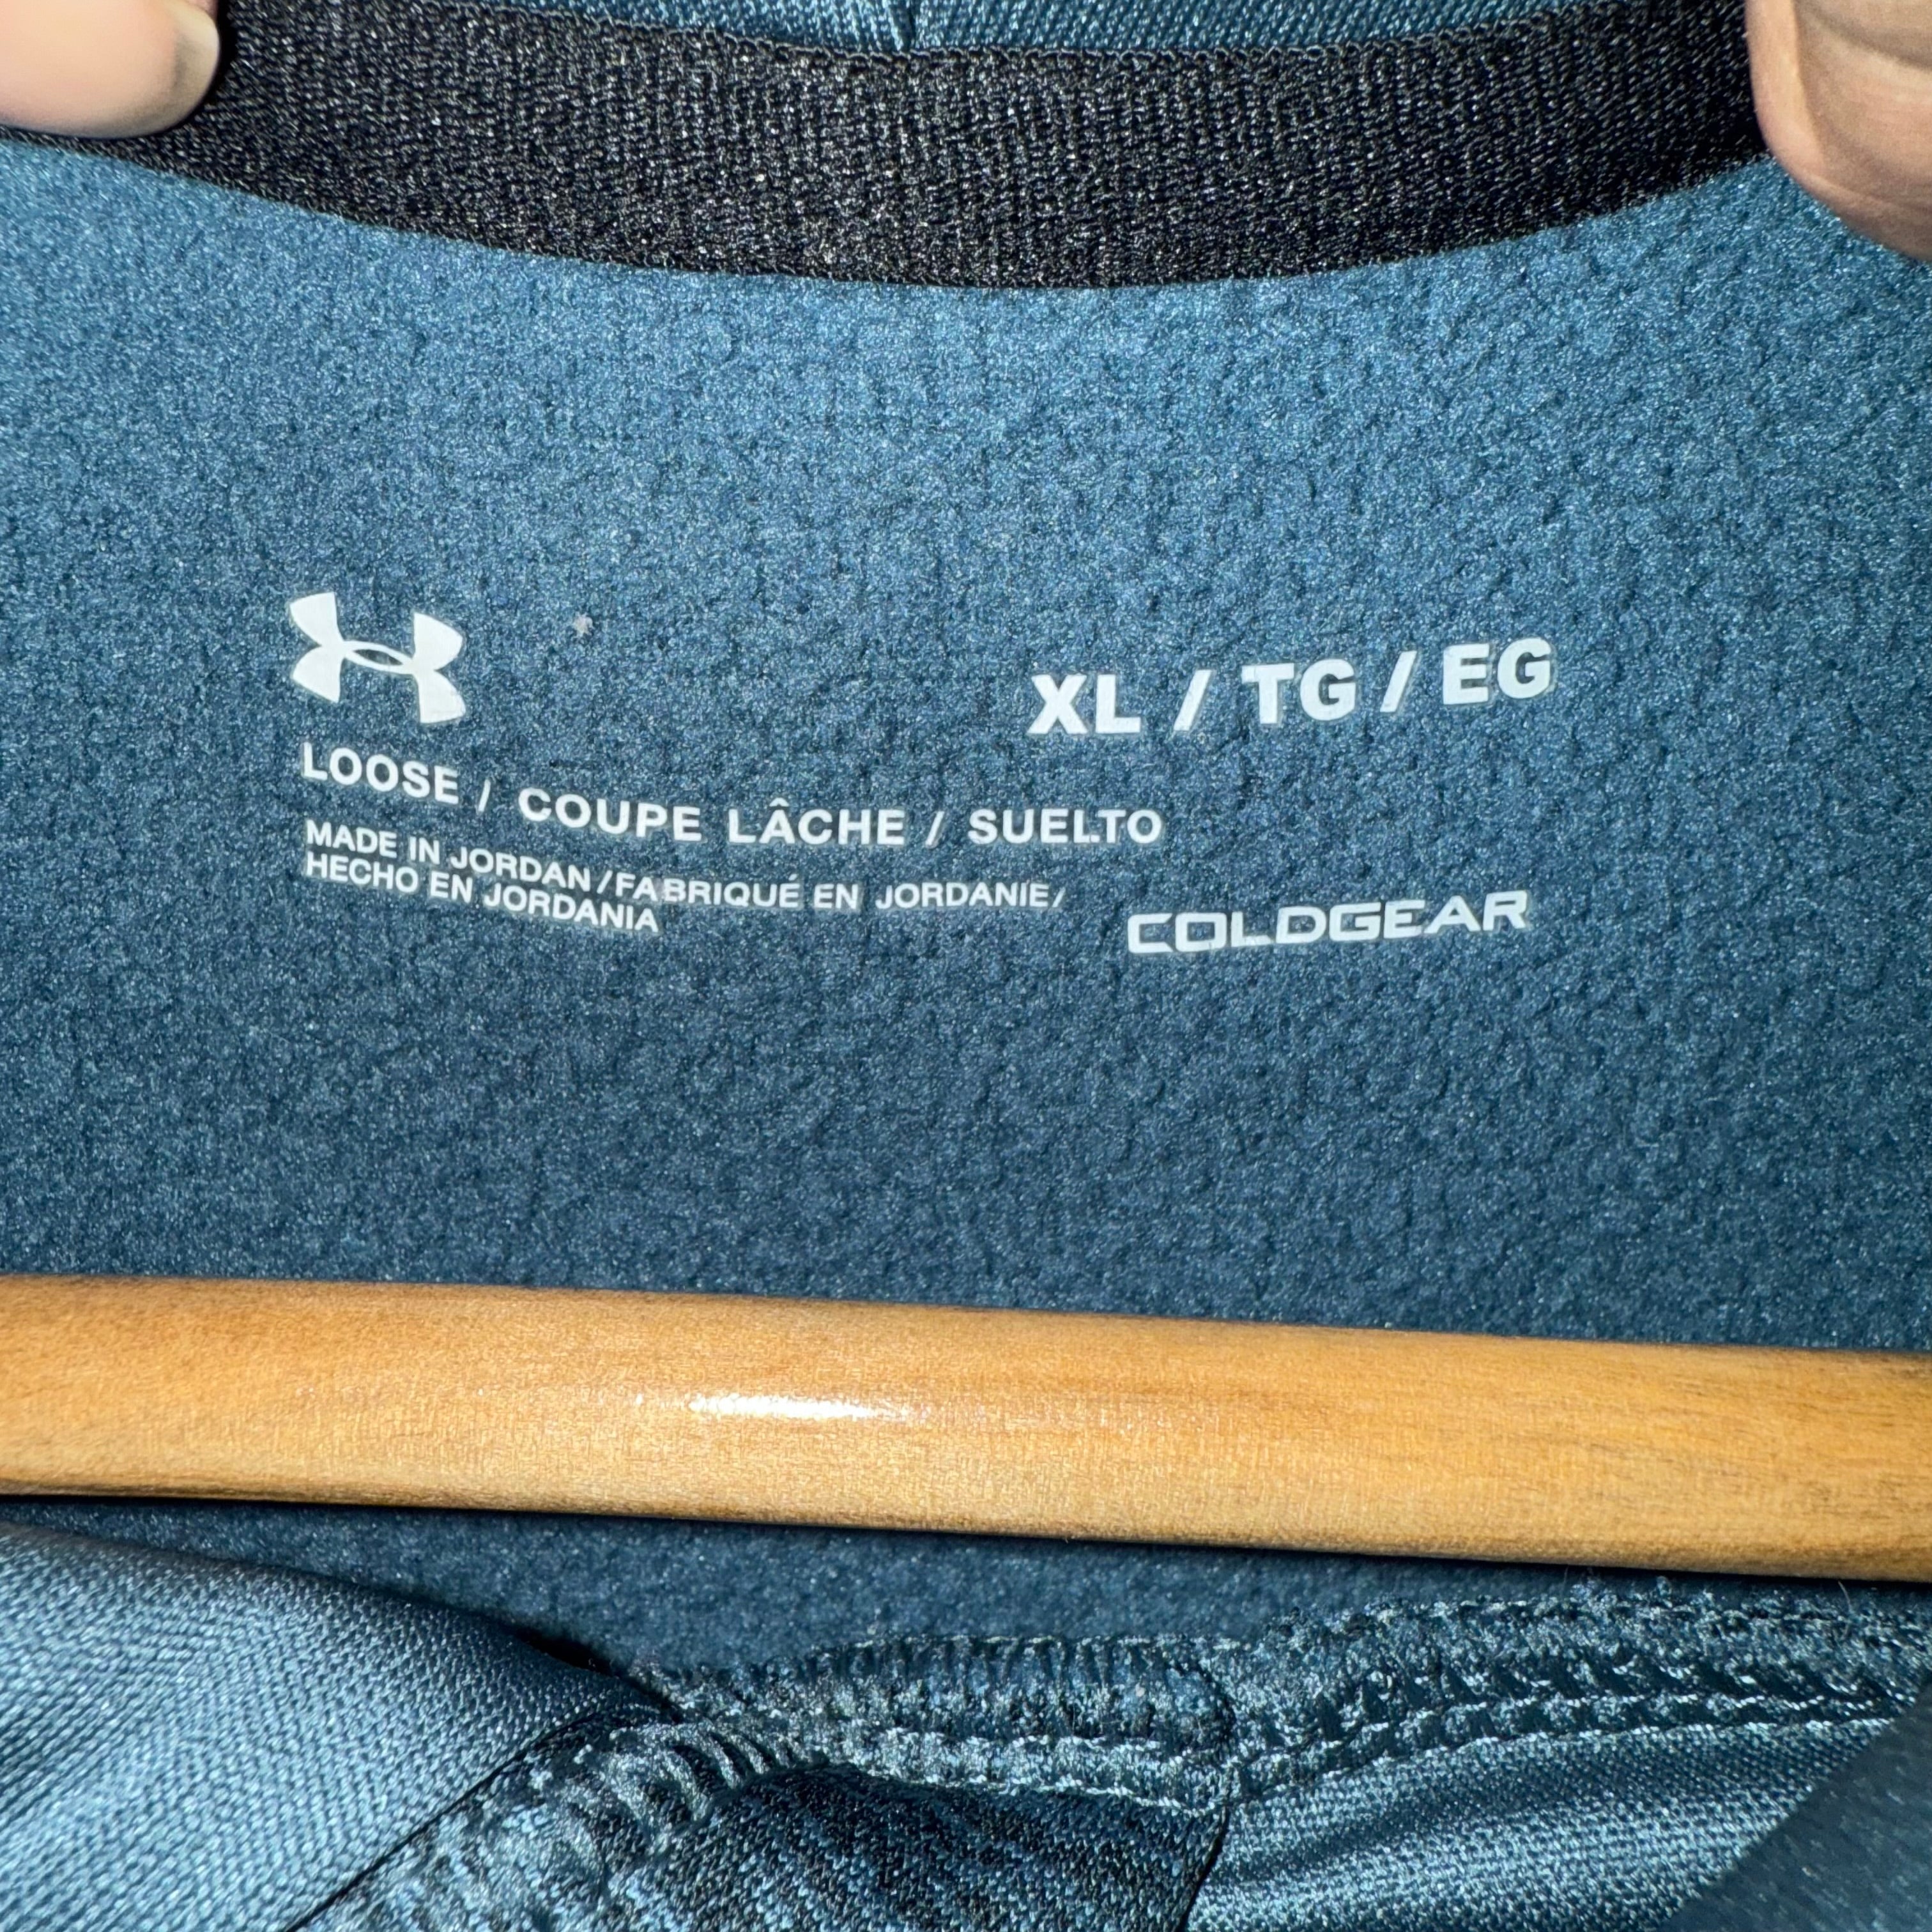 XL / TG / EG
LOOSE / COUPE LÂCHE / SUELTO
MADE IN JORDAN/FABRIQUÉ EN JORDANIE/
HECHO EN JORDANIA
COLDGEAR